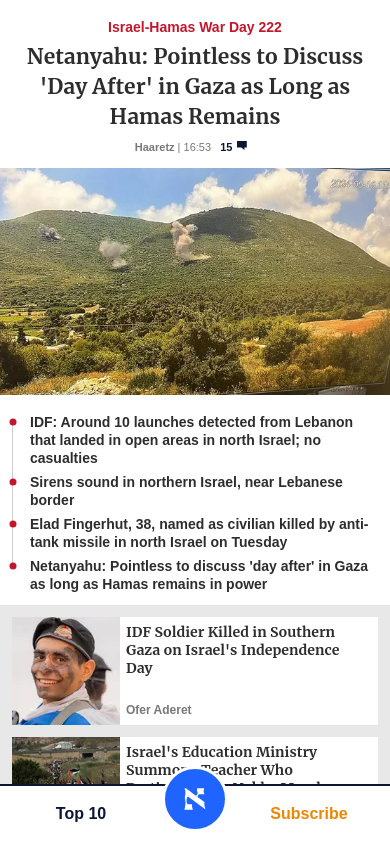 Israel-Hamas War Day 222
Netanyahu: Pointless to Discuss
'Day After' in Gaza as Long as
Hamas Remains
Haaretz | 16:53 15
IDF: Around 10 launches detected from Lebanon
that landed in open areas in north Israel; no
casualties
Sirens sound in northern Israel, near Lebanese
border
Elad Fingerhut, 38, named as civilian killed by anti-
tank missile in north Israel on Tuesday
Netanyahu: Pointless to discuss 'day after' in Gaza
as long as Hamas remains in power
IDF Soldier Killed in Southern
Gaza on Israel's Independence
Day
Ofer Aderet
Israel's Education Ministry
Teacher Who
Top 10
Subscribe